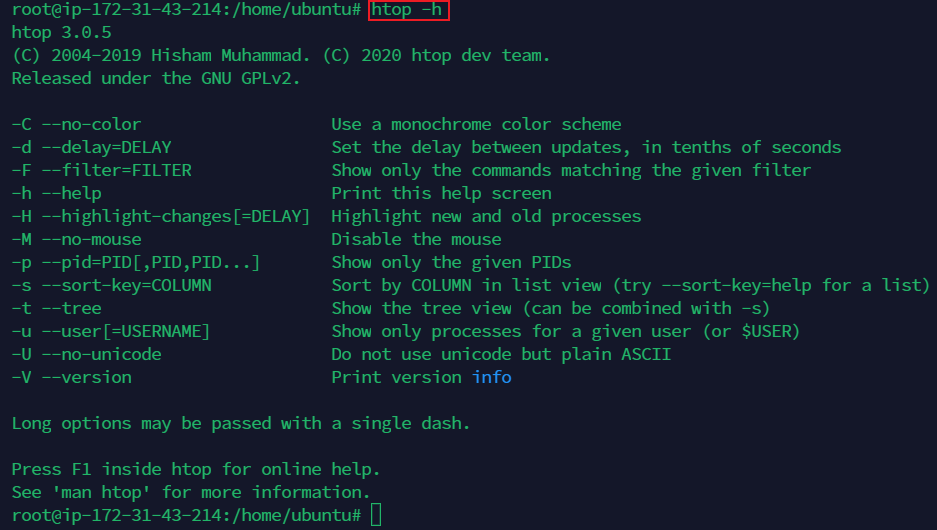 root@ip-172-31-43-214:/home/ubuntu# htop -h
htop 3.0.5
(C) 2004-2019 Hisham Muhammad. (C) 2020 htop dev team.
Released under the GNU GPLv2.

-C --no-color                   Use a monochrome color scheme
-d --delay=DELAY                Set the delay between updates, in tenths of seconds
-F --filter=FILTER              Show only the commands matching the given filter
-h --help                       Print this help screen
-H --highlight-changes[=DELAY]  Highlight new and old processes
-M --no-mouse                   Disable the mouse
-p --pid=PID[,PID,PID...]       Show only the given PIDs
-s --sort-key=COLUMN            Sort by COLUMN in list view (try --sort-key=help for a list)
-t --tree                       Show the tree view (can be combined with -s)
-u --user[=USERNAME]            Show only processes for a given user (or $USER)
-U --no-unicode                 Do not use unicode but plain ASCII
-V --version                    Print version info

Long options may be passed with a single dash.

Press F1 inside htop for online help.
See 'man htop' for more information.
root@ip-172-31-43-214:/home/ubuntu#